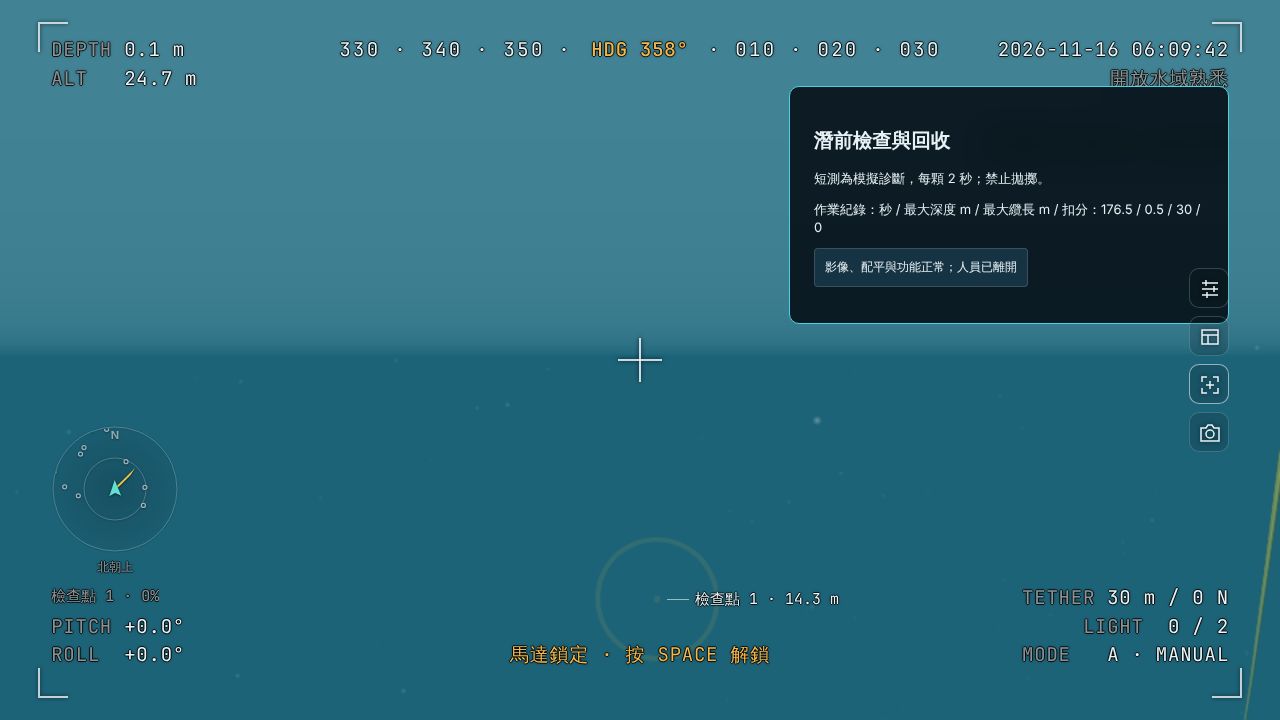 DEPTH 0.1 m
ALT 24.7 m
330 · 340 · 350 · HDG 358° · 010 · 020 · 030
2026-11-16 06:09:42
開放水域熟悉
潛前檢查與回收
短測為模擬診斷，每顆 2 秒；禁止拋擲。
作業紀錄：秒 / 最大深度 m / 最大纜長 m / 扣分：176.5 / 0.5 / 30 /
0
影像、配平與功能正常；人員已離開
N
北朝上
檢查點 1 · 0%
PITCH +0.0°
ROLL +0.0°
檢查點 1 · 14.3 m
馬達鎖定 · 按 SPACE 解鎖
TETHER 30 m / 0 N
LIGHT 0 / 2
MODE A · MANUAL